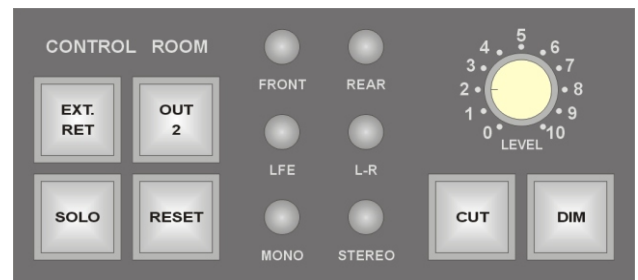 CONTROL ROOM
EXT.
RET
OUT
2
SOLO
RESET
FRONT
REAR
LFE
L-R
MONO
STEREO
5
4
6
3
7
2
8
1
9
0
10
LEVEL
CUT
DIM